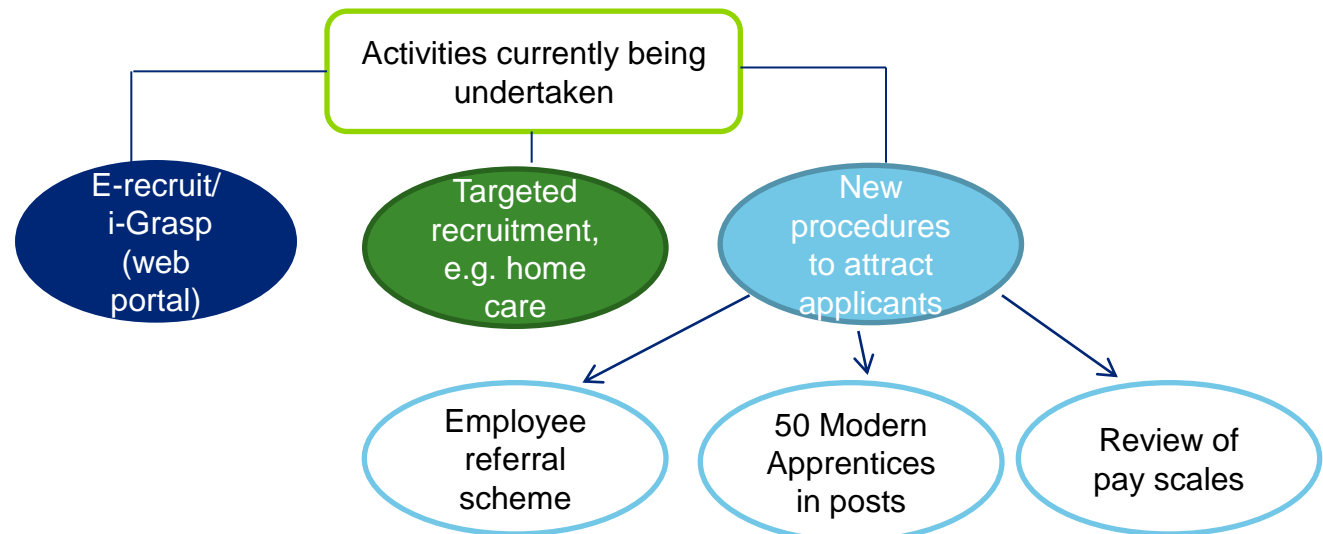 Activities currently being
undertaken
E-recruit/
i-Grasp
(web
portal)
Targeted
recruitment,
e.g. home
care
New
procedures
to attract
applicants
Employee
referral
scheme
50 Modern
Apprentices
in posts
Review of
pay scales